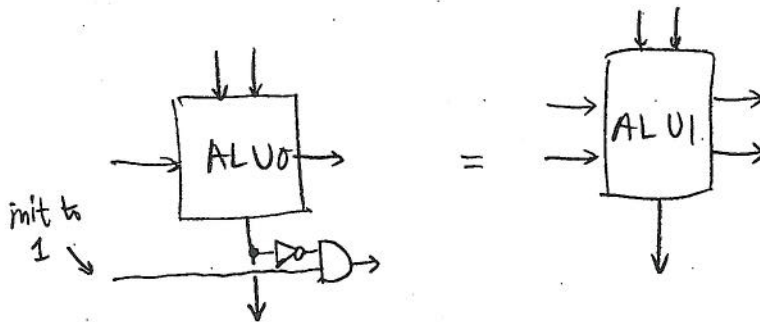 ALU0
=
ALU1
init to
1